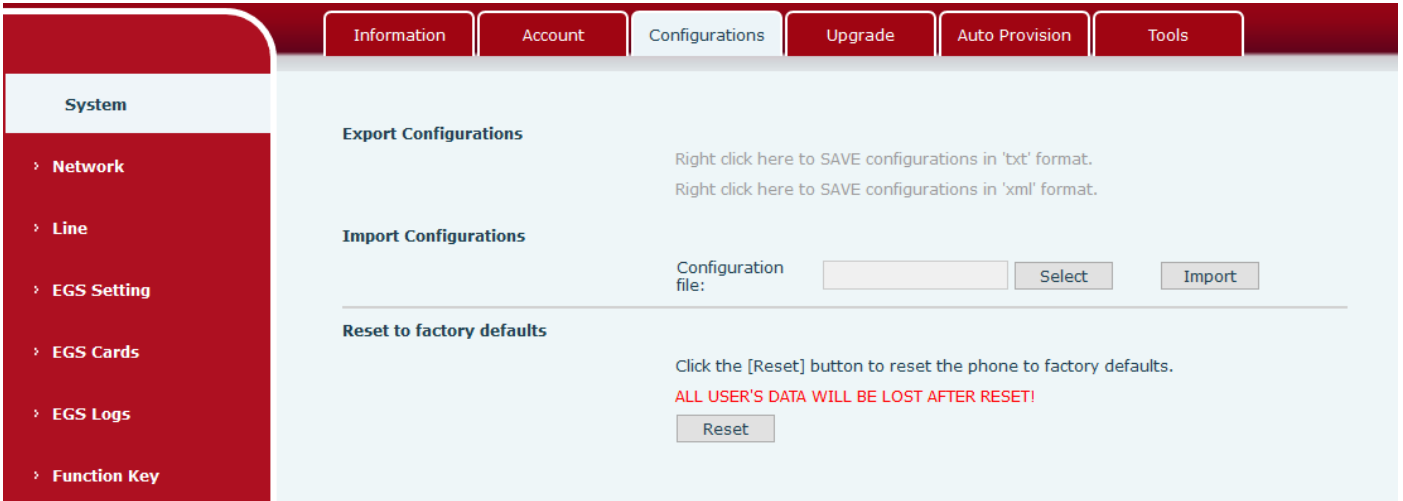 Information
Account
Configurations
Upgrade
Auto Provision
Tools
System
Network
Line
EGS Setting
EGS Cards
EGS Logs
Function Key
Export Configurations
Right click here to SAVE configurations in 'txt' format.
Right click here to SAVE configurations in 'xml' format.
Import Configurations
Configuration
file:
Select
Import
Reset to factory defaults
Click the [Reset] button to reset the phone to factory defaults.
ALL USER'S DATA WILL BE LOST AFTER RESET!
Reset